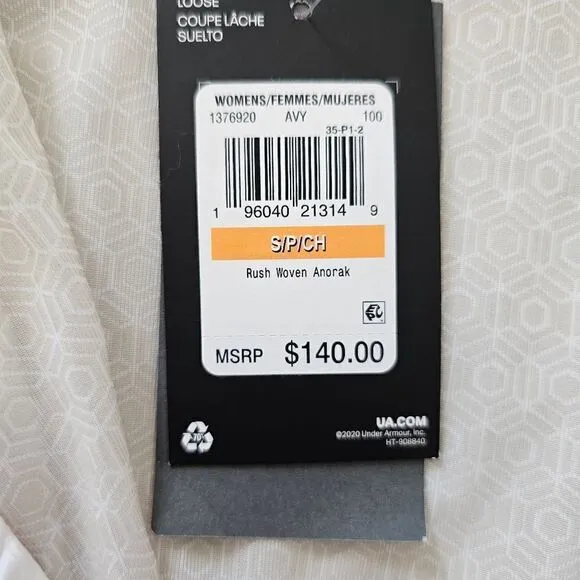 LOOSE
COUPE LÂCHE
SUELTO
WOMENS/FEMMES/MUJERES
1376920 AVY 100
35-P1-2
1 96040 21314 9
S/P/CH
Rush Woven Anorak
MSRP $140.00
UA.COM
©2020 Under Armour, Inc.
HT-908840